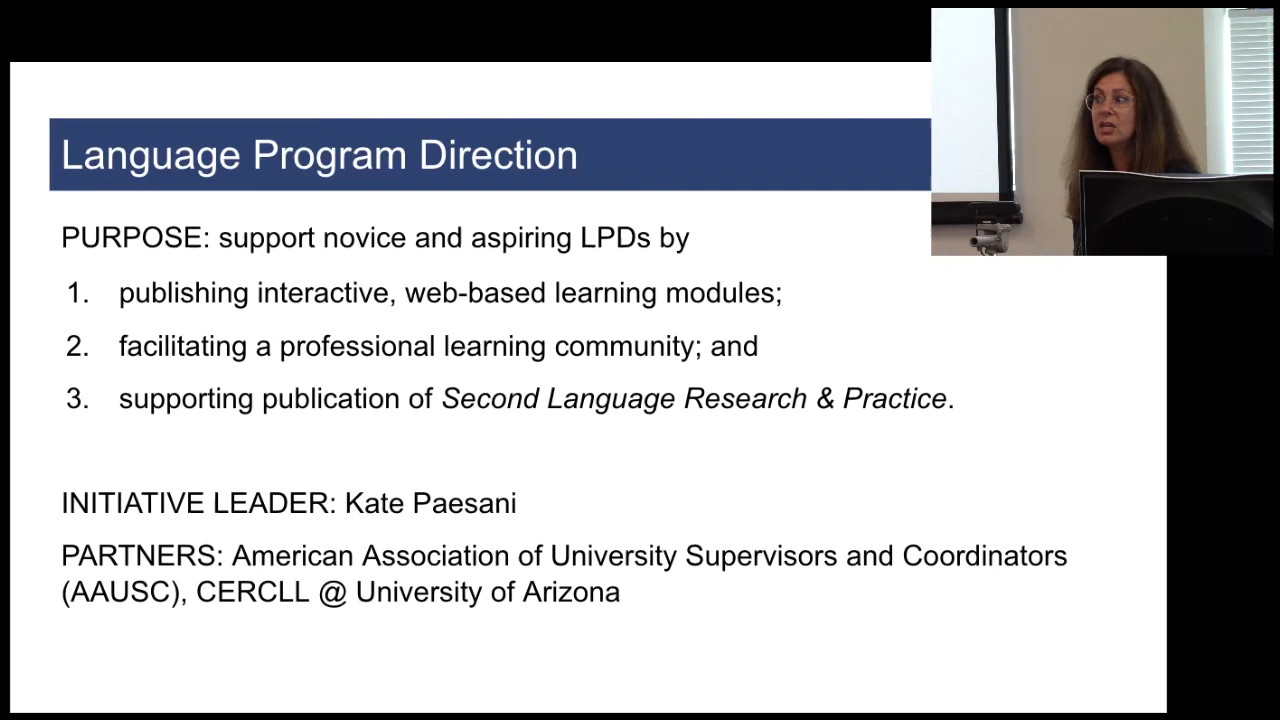 Language Program Direction
PURPOSE: support novice and aspiring LPDs by
1. publishing interactive, web-based learning modules;
2. facilitating a professional learning community; and
3. supporting publication of Second Language Research & Practice.
INITIATIVE LEADER: Kate Paesani
PARTNERS: American Association of University Supervisors and Coordinators
(AAUSC), CERCLL @ University of Arizona